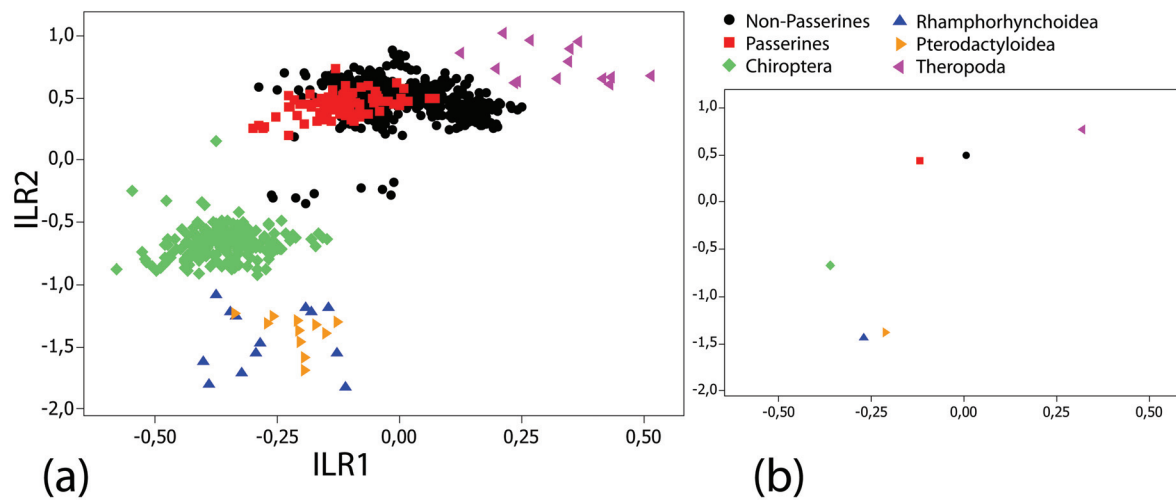 1,0
0,5
0,0
-0,5
-1,0
-1,5
-2,0
ILR2
-0,50 -0,25 0,00 0,25 0,50
ILR1
(a)
Non-Passerines
Passerines
Chiroptera
Rhamphorhynchoidea
Pterodactyloidea
Theropoda
1,0
0,5
0,0
-0,5
-1,0
-1,5
-2,0
-0,50 -0,25 0,00 0,25 0,50
(b)